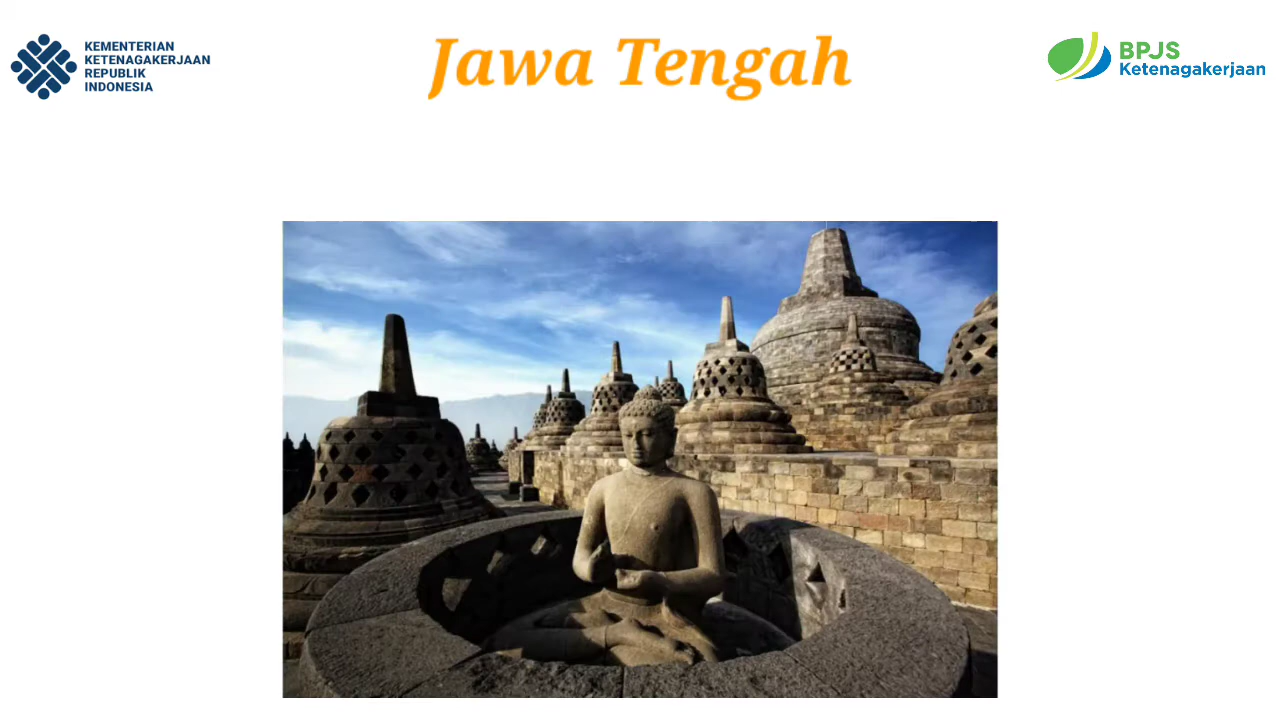 KEMENTERIAN
KETENAGAKERJAAN
REPUBLIK
INDONESIA
Jawa Tengah
BPJS
Ketenagakerjaan